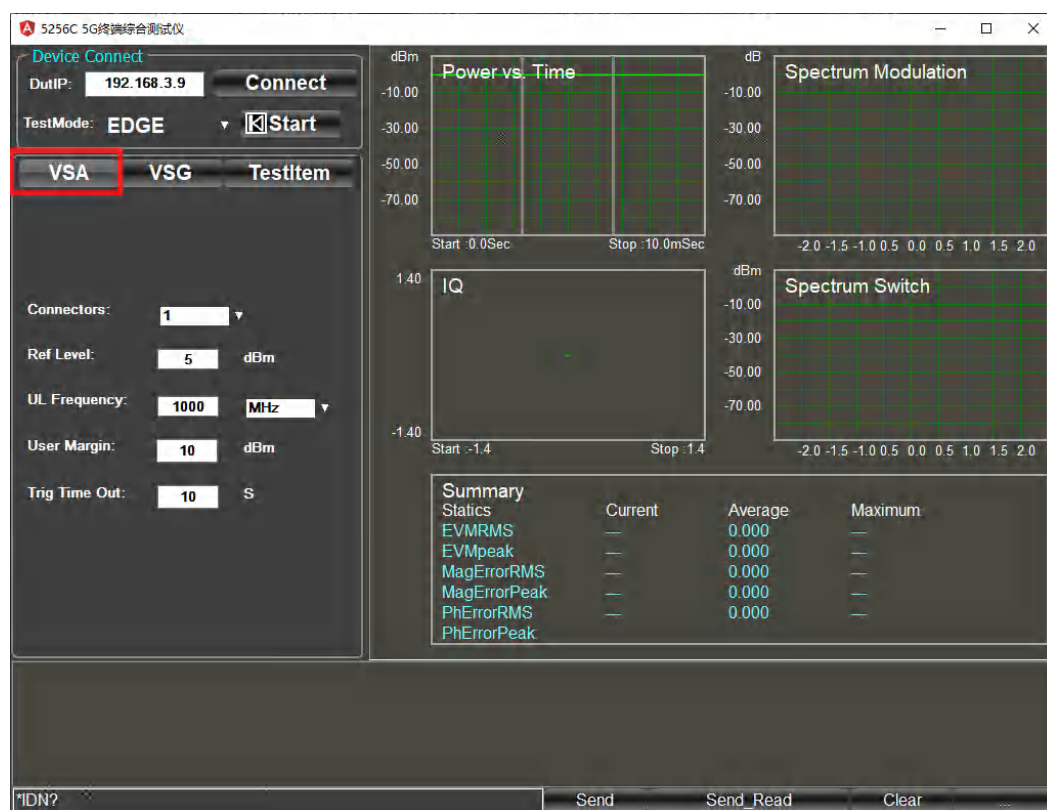 5256C 5G终端综合测试仪
Device Connect
DutIP: 192.168.3.9 Connect
TestMode: EDGE Start
VSA VSG TestItem
Connectors: 1
Ref Level: 5 dBm
UL Frequency: 1000 MHz
User Margin: 10 dBm
Trig Time Out: 10 S
dBm
Power vs. Time
-10.00
-30.00
-50.00
-70.00
Start :0.0Sec Stop :10.0mSec
dB
Spectrum Modulation
-10.00
-30.00
-50.00
-70.00
-2.0 -1.5 -1.0 0.5 0.0 0.5 1.0 1.5 2.0
1.40
IQ
-1.40
Start :-1.4 Stop :1.4
dBm
Spectrum Switch
-10.00
-30.00
-50.00
-70.00
-2.0 -1.5 -1.0 0.5 0.0 0.5 1.0 1.5 2.0
Summary
Statics Current Average Maximum
EVMRMS --- 0.000 ---
EVMpeak --- 0.000 ---
MagErrorRMS --- 0.000 ---
MagErrorPeak --- 0.000 ---
PhErrorRMS --- 0.000 ---
PhErrorPeak
*IDN? Send Send_Read Clear ...